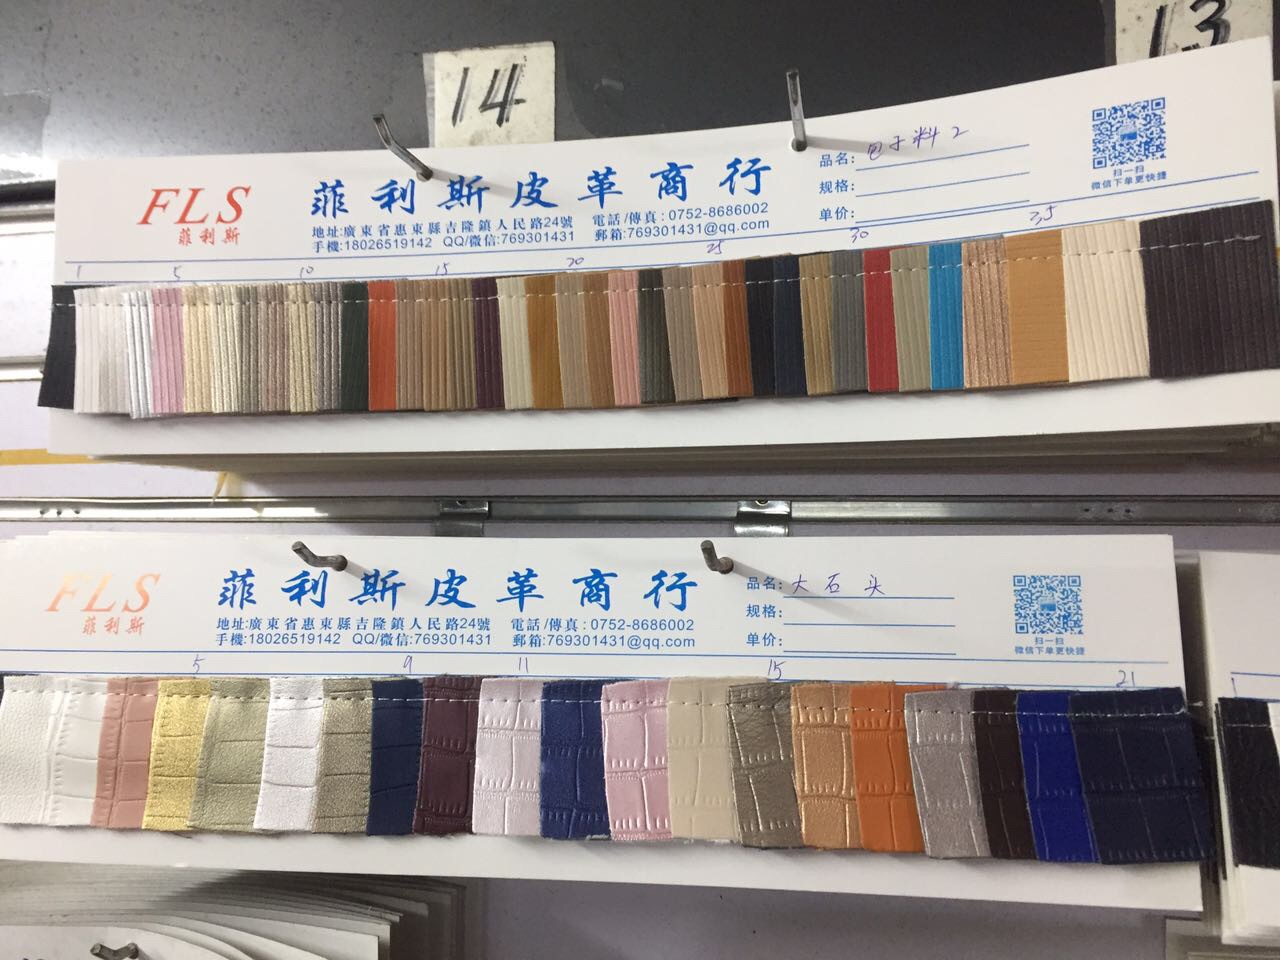 14
13
FLS
菲利斯
菲利斯皮革商行
地址:廣東省惠東縣吉隆鎮人民路24號 電話/傳真:0752-8686002
手機:18026519142 QQ/微信:769301431 郵箱:769301431@qq.com
品名: 包子料2
规格:
单价:
扫一扫
微信下单更快捷
1 5 10 15 20 25 30 35
FLS
菲利斯
菲利斯皮革商行
地址:廣東省惠東縣吉隆鎮人民路24號 電話/傳真:0752-8686002
手機:18026519142 QQ/微信:769301431 郵箱:769301431@qq.com
品名: 大石头
规格:
单价:
扫一扫
微信下单更快捷
5 9 11 15 21
1